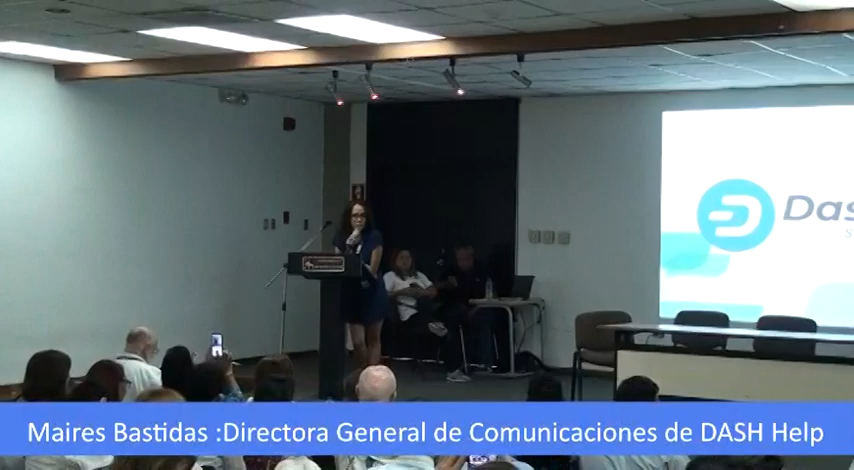 Das
Maires Bastidas :Directora General de Comunicaciones de DASH Help